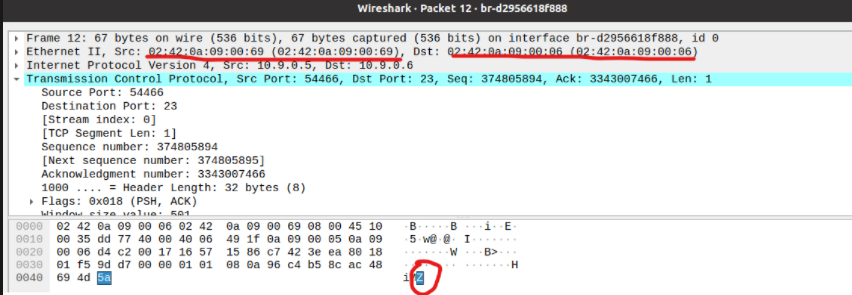 Wireshark · Packet 12 · br-d2956618f888
Frame 12: 67 bytes on wire (536 bits), 67 bytes captured (536 bits) on interface br-d2956618f888, id 0
Ethernet II, Src: 02:42:0a:09:00:69 (02:42:0a:09:00:69), Dst: 02:42:0a:09:00:06 (02:42:0a:09:00:06)
Internet Protocol Version 4, Src: 10.9.0.5, Dst: 10.9.0.6
Transmission Control Protocol, Src Port: 54466, Dst Port: 23, Seq: 374805894, Ack: 3343007466, Len: 1
Source Port: 54466
Destination Port: 23
[Stream index: 0]
[TCP Segment Len: 1]
Sequence number: 374805894
[Next sequence number: 374805895]
Acknowledgment number: 3343007466
1000 .... = Header Length: 32 bytes (8)
Flags: 0x018 (PSH, ACK)
Window size value: 501
0000 02 42 0a 09 00 06 02 42 0a 09 00 69 08 00 45 10 ·B·····B ···i··E·
0010 00 35 dd 77 40 00 40 06 49 1f 0a 09 00 05 0a 09 ·5·w@·@· I·······
0020 00 06 d4 c2 00 17 16 57 15 86 c7 42 3e ea 80 18 ·······W ···B>···
0030 01 f5 9d d7 00 00 01 01 08 0a 96 c4 b5 8c ac 48 ········ ·······H
0040 69 4d 5a iMZ